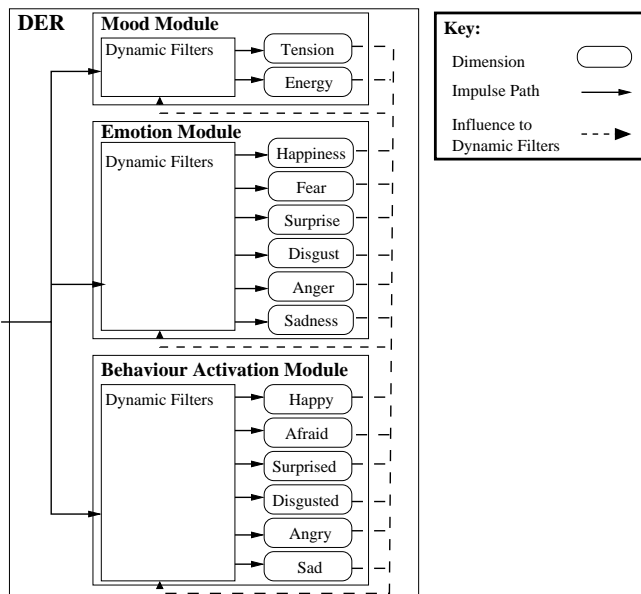 DER
Mood Module
Dynamic Filters
Tension
Energy
Emotion Module
Dynamic Filters
Happiness
Fear
Surprise
Disgust
Anger
Sadness
Behaviour Activation Module
Dynamic Filters
Happy
Afraid
Surprised
Disgusted
Angry
Sad
Key:
Dimension
Impulse Path
Influence to
Dynamic Filters